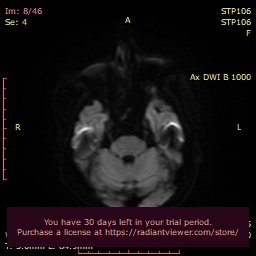 Im: 8/46
Se: 4
A
STP106
STP106
F
Ax DWI B 1000
R
L
You have 30 days left in your trial period.
Purchase a license at https://radiantviewer.com/store/